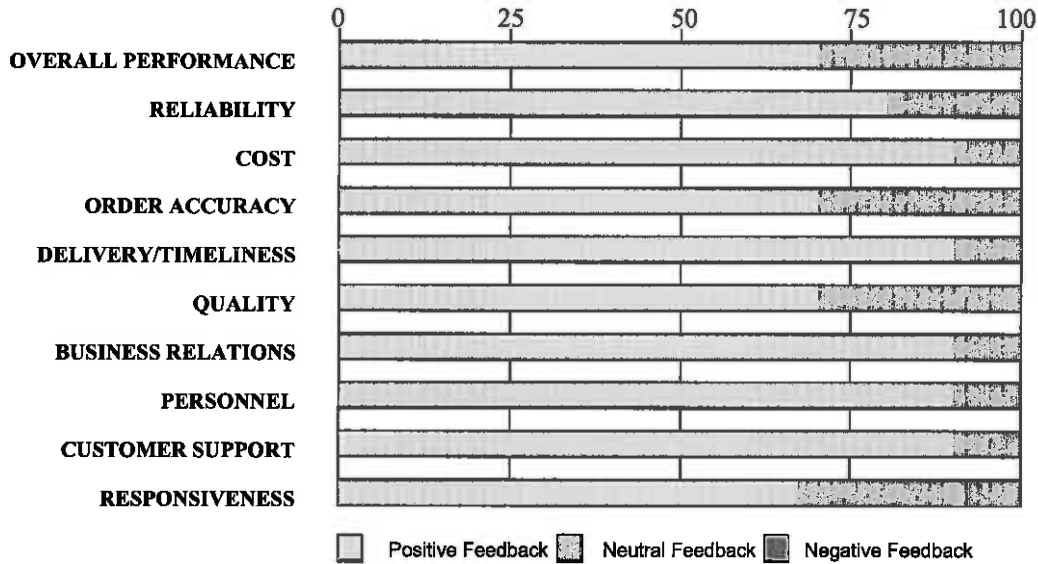 0 25 50 75 100
OVERALL PERFORMANCE
RELIABILITY
COST
ORDER ACCURACY
DELIVERY/TIMELINESS
QUALITY
BUSINESS RELATIONS
PERSONNEL
CUSTOMER SUPPORT
RESPONSIVENESS
Positive Feedback Neutral Feedback Negative Feedback